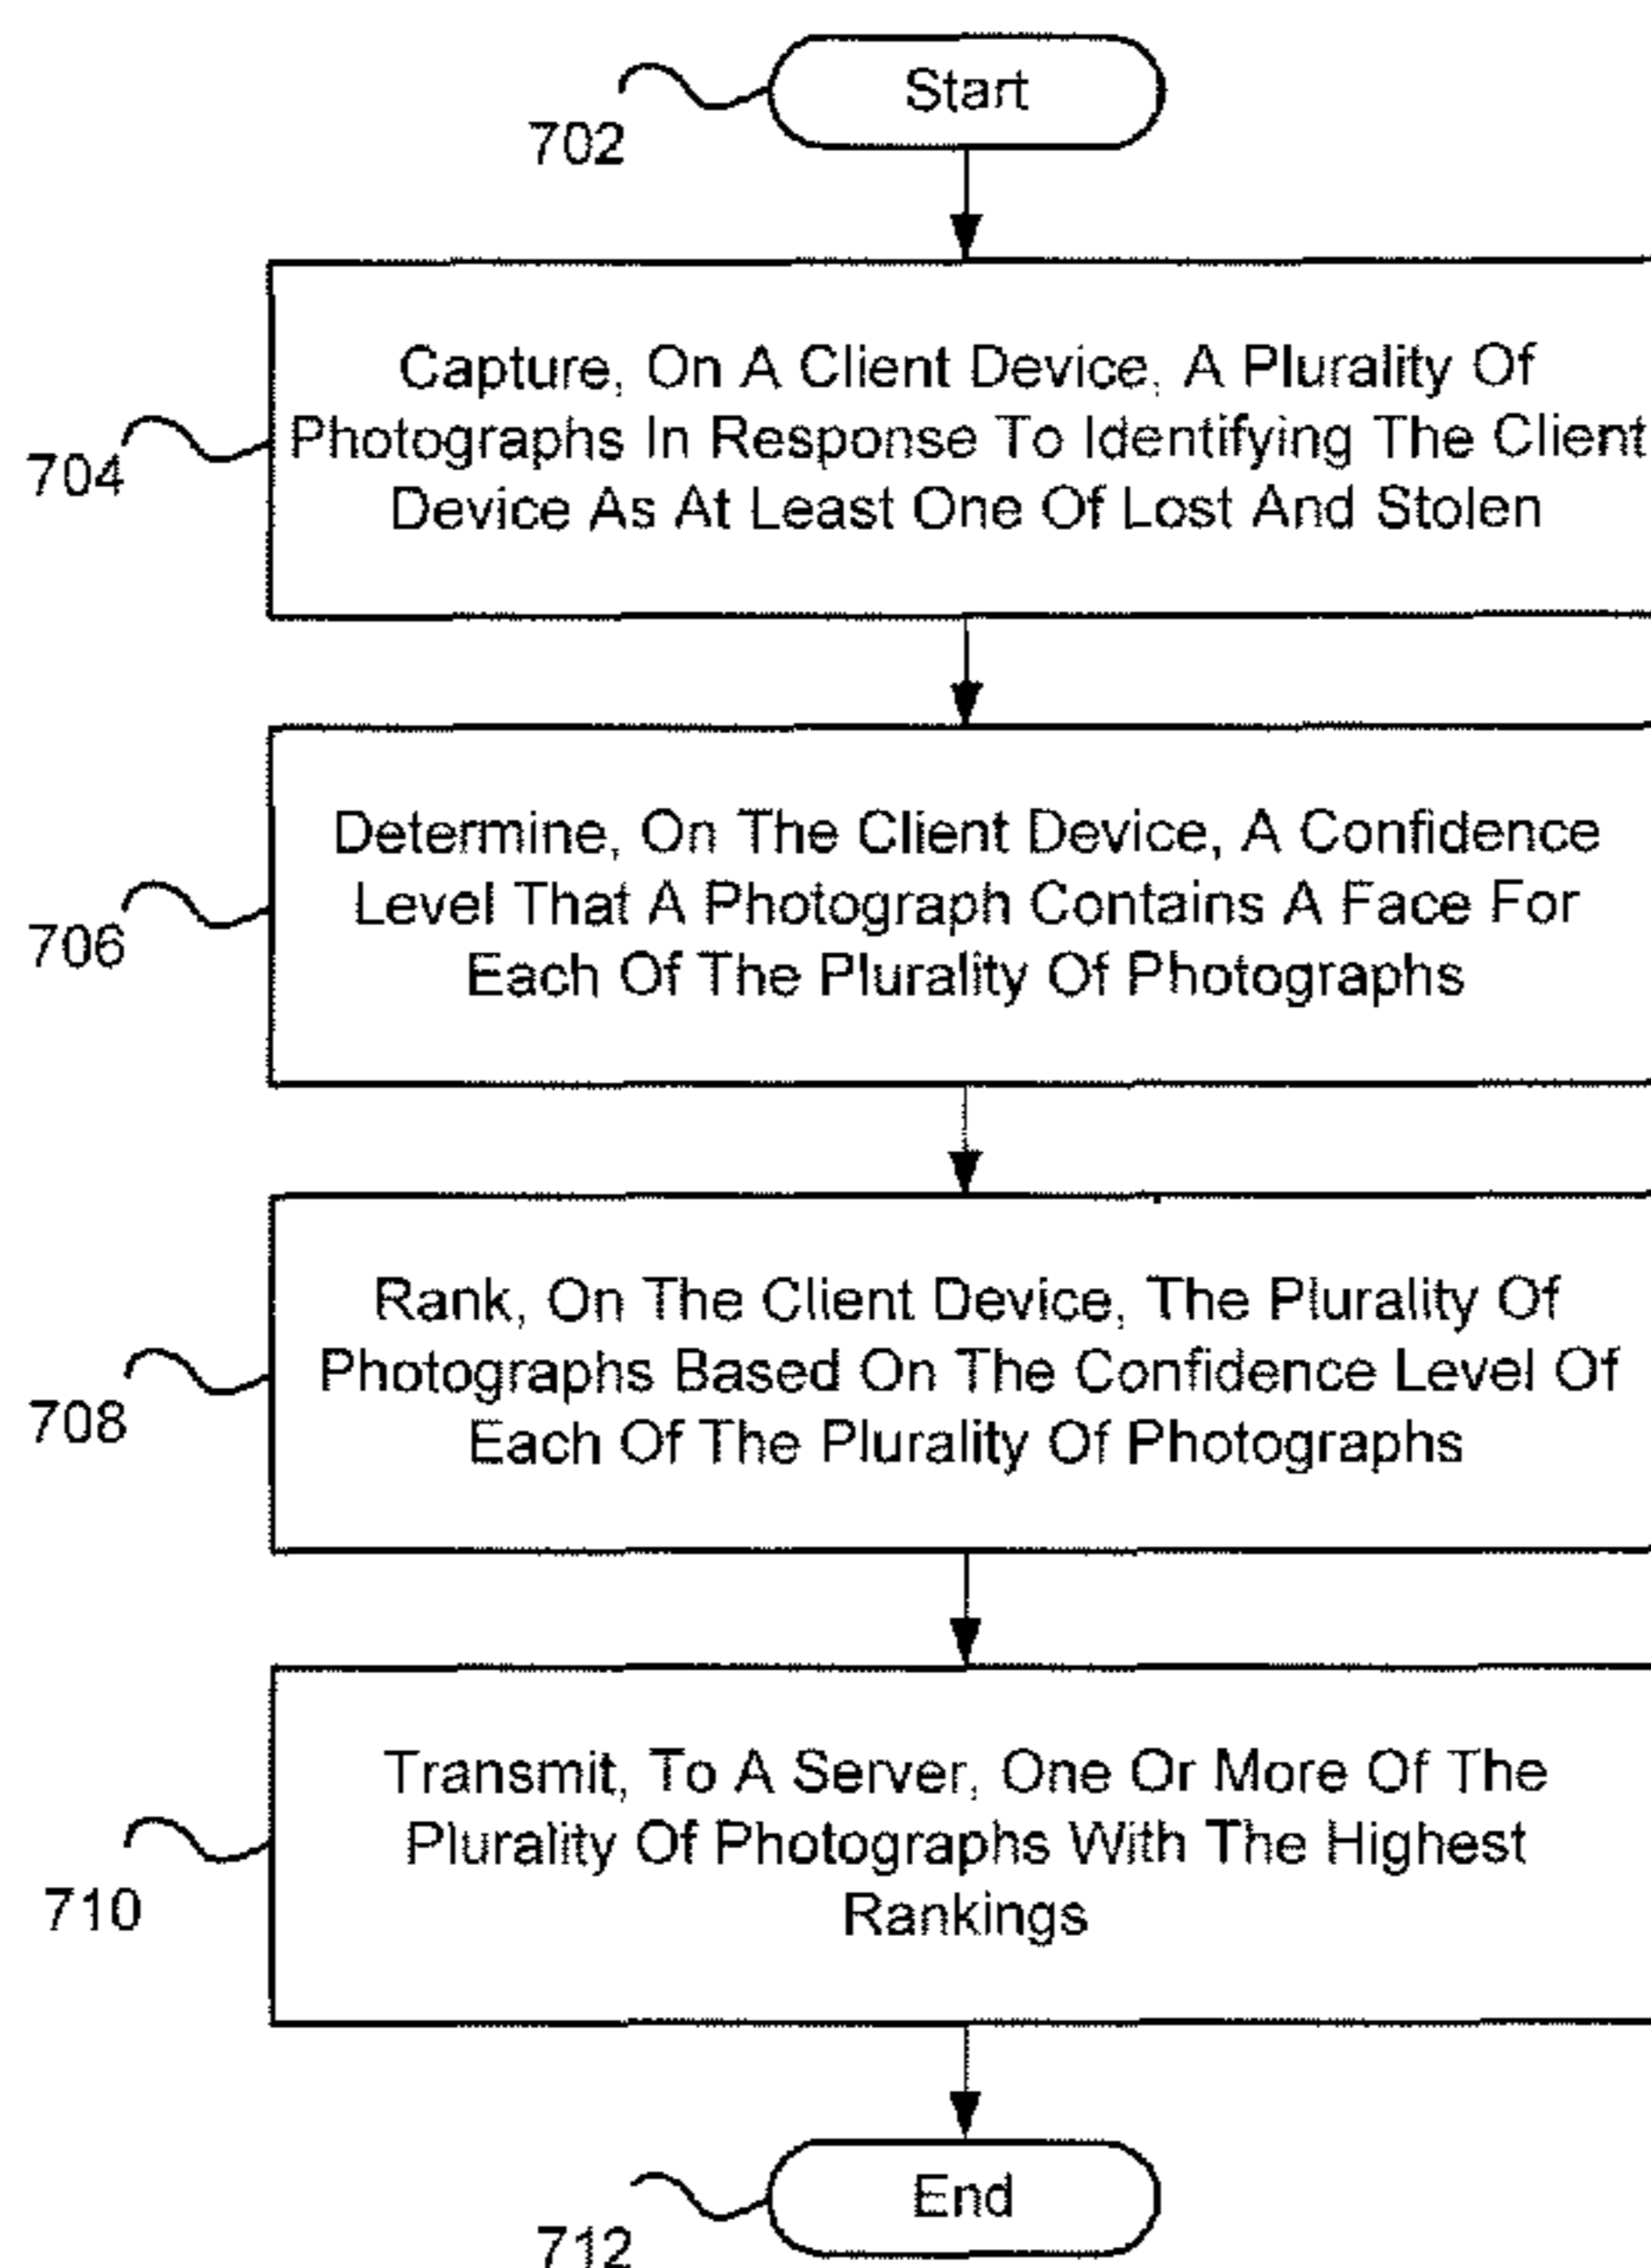 Start
702
Capture, On A Client Device, A Plurality Of
Photographs In Response To Identifying The Client
Device As At Least One Of Lost And Stolen
704
Determine, On The Client Device, A Confidence
Level That A Photograph Contains A Face For
Each Of The Plurality Of Photographs
706
Rank, On The Client Device, The Plurality Of
Photographs Based On The Confidence Level Of
Each Of The Plurality Of Photographs
708
Transmit, To A Server, One Or More Of The
Plurality Of Photographs With The Highest
Rankings
710
End
712